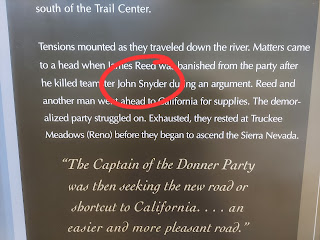 south of the Trail Center.
Tensions mounted as they traveled down the river. Matters came
to a head when James Reed was banished from the party after
he killed teamster John Snyder during an argument. Reed and
another man went ahead to California for supplies. The demor-
alized party struggled on. Exhausted, they rested at Truckee
Meadows (Reno) before they began to ascend the Sierra Nevada.
"The Captain of the Donner Party
was then seeking the new road or
shortcut to California. . . . an
easier and more pleasant road."